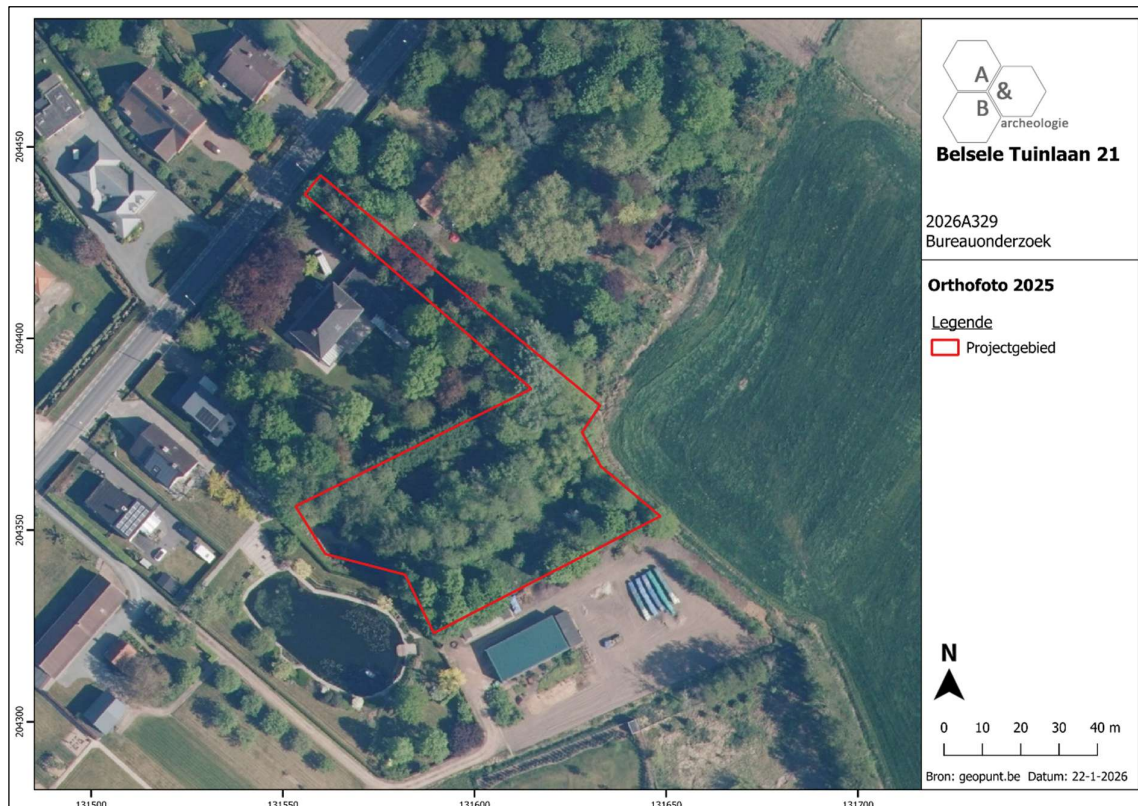 A
&
B
archeologie
Belsele Tuinlaan 21
2026A329
Bureauonderzoek
Orthofoto 2025
Legende
Projectgebied
N
0 10 20 30 40 m
Bron: geopunt.be Datum: 22-1-2026
204450
204400
204350
204300
131500 131550 131600 131650 131700